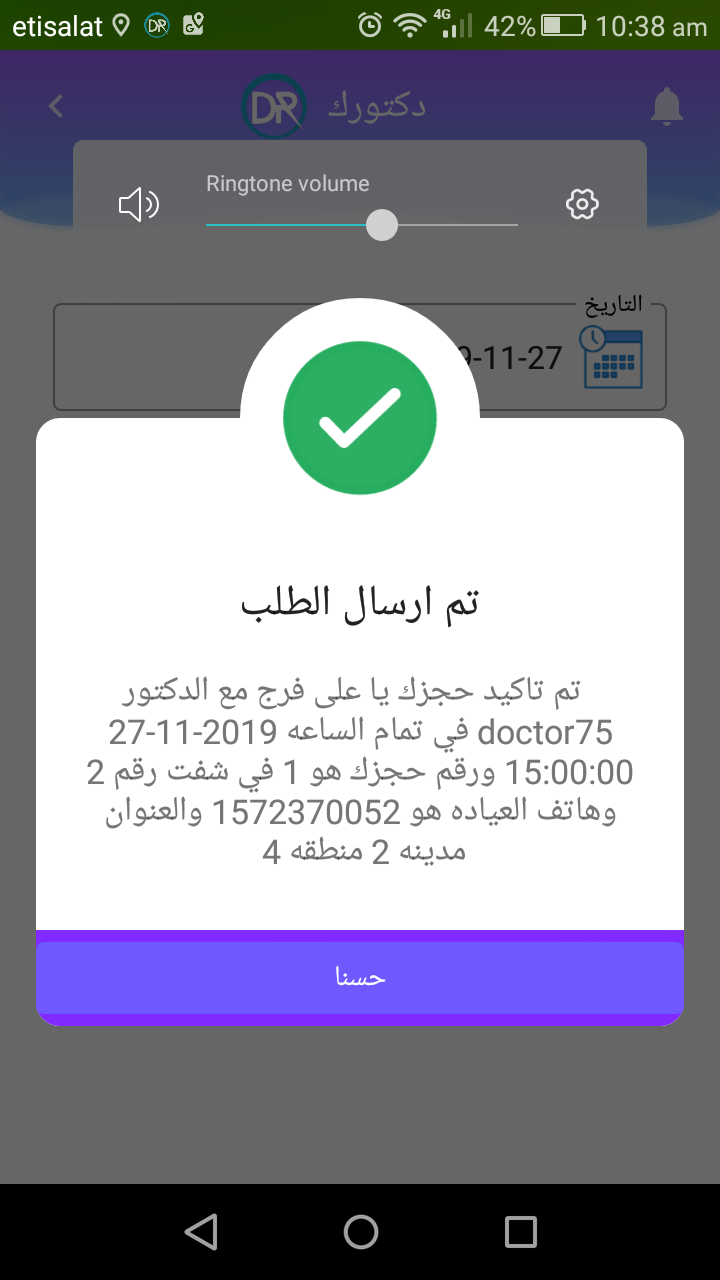 etisalat
4G
42%
10:38 am
DR دكتورك
Ringtone volume
التاريخ
9-11-27
تم ارسال الطلب
تم تاكيد حجزك يا على فرج مع الدكتور
doctor75 في تمام الساعه 2019-11-27
15:00:00 ورقم حجزك هو 1 في شفت رقم 2
وهاتف العياده هو 1572370052 والعنوان
مدينه 2 منطقه 4
حسنا